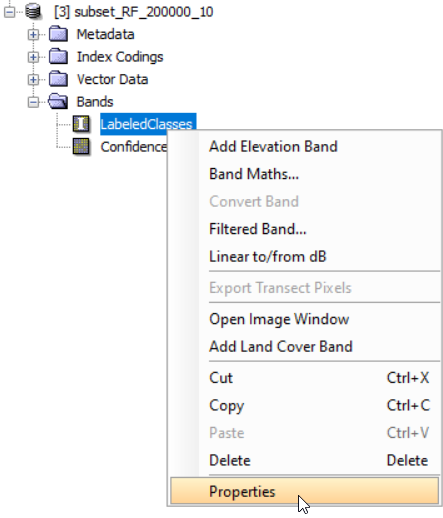 [3] subset_RF_200000_10
Metadata
Index Codings
Vector Data
Bands
LabeledClasses
Confidence
Add Elevation Band
Band Maths...
Convert Band
Filtered Band...
Linear to/from dB
Export Transect Pixels
Open Image Window
Add Land Cover Band
Cut Ctrl+X
Copy Ctrl+C
Paste Ctrl+V
Delete Delete
Properties